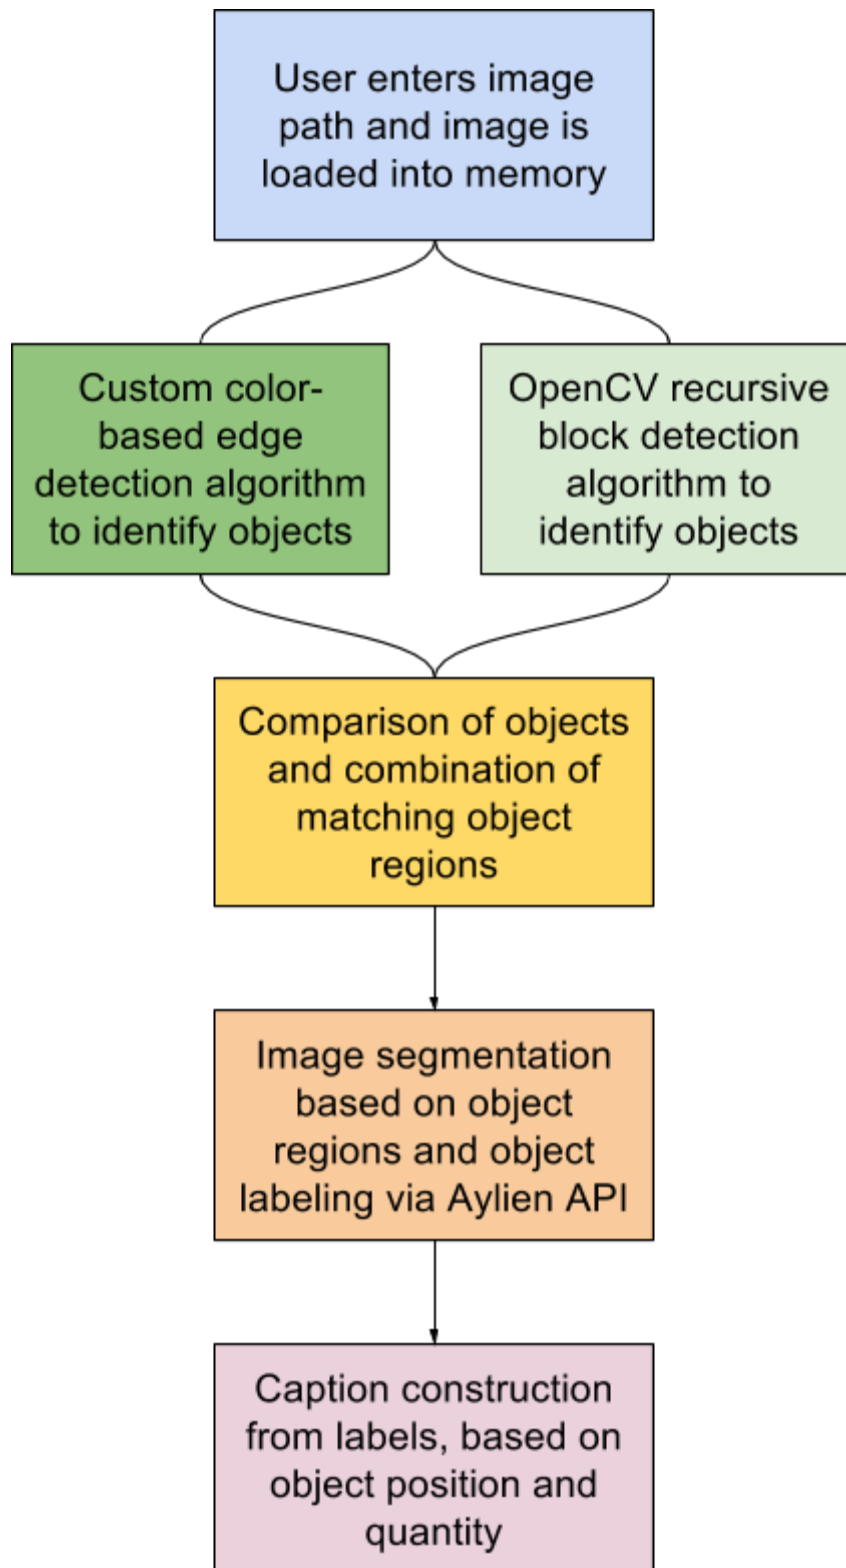 User enters image
path and image is
loaded into memory
Custom color-
based edge
detection algorithm
to identify objects
OpenCV recursive
block detection
algorithm to
identify objects
Comparison of objects
and combination of
matching object
regions
Image segmentation
based on object
regions and object
labeling via Aylien API
Caption construction
from labels, based on
object position and
quantity